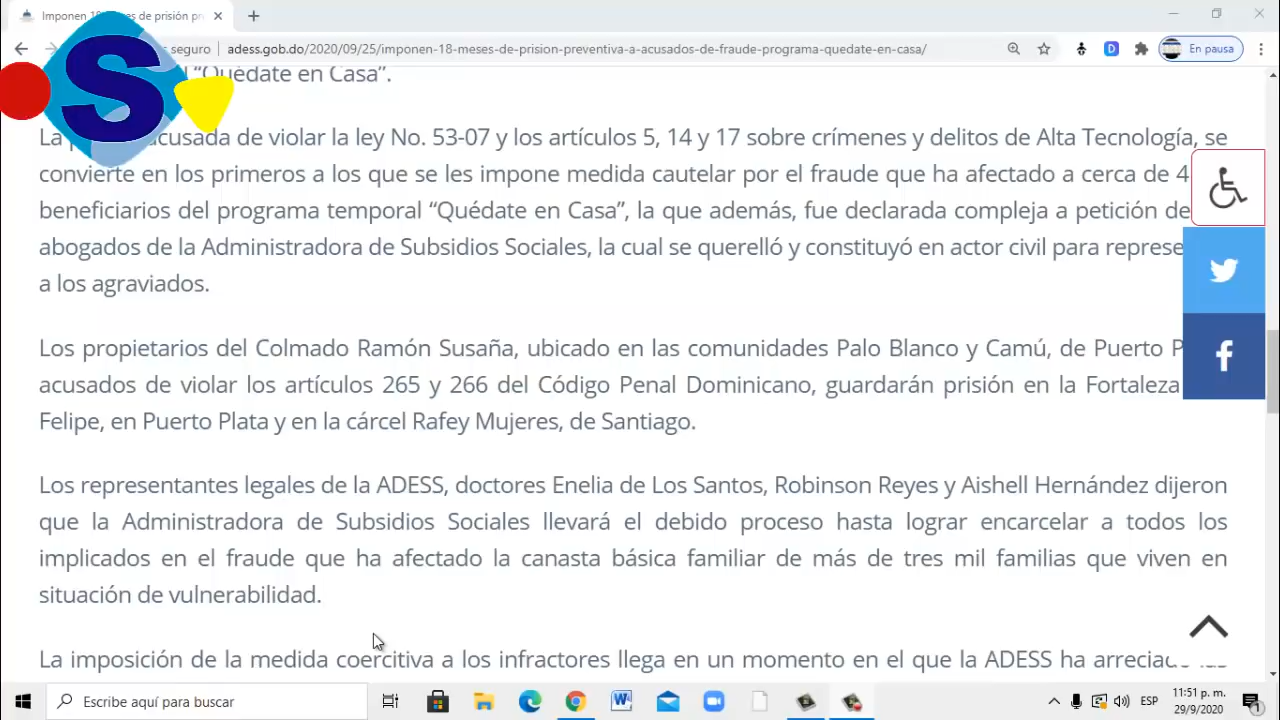 Imponen 18 meses de prisión pr
seguro | adess.gob.do/2020/09/25/imponen-18-meses-de-prision-preventiva-a-acusados-de-fraude-programa-quedate-en-casa/
En pausa
S
"Quédate en Casa".
La acusada de violar la ley No. 53-07 y los artículos 5, 14 y 17 sobre crímenes y delitos de Alta Tecnología, se
convierte en los primeros a los que se les impone medida cautelar por el fraude que ha afectado a cerca de 4
beneficiarios del programa temporal "Quédate en Casa", la que además, fue declarada compleja a petición de
abogados de la Administradora de Subsidios Sociales, la cual se querelló y constituyó en actor civil para represe
a los agraviados.
Los propietarios del Colmado Ramón Susaña, ubicado en las comunidades Palo Blanco y Camú, de Puerto P
acusados de violar los artículos 265 y 266 del Código Penal Dominicano, guardarán prisión en la Fortaleza
Felipe, en Puerto Plata y en la cárcel Rafey Mujeres, de Santiago.
Los representantes legales de la ADESS, doctores Enelia de Los Santos, Robinson Reyes y Aishell Hernández dijeron
que la Administradora de Subsidios Sociales llevará el debido proceso hasta lograr encarcelar a todos los
implicados en el fraude que ha afectado la canasta básica familiar de más de tres mil familias que viven en
situación de vulnerabilidad.
La imposición de la medida coercitiva a los infractores llega en un momento en el que la ADESS ha arreciado
Escribe aquí para buscar
ESP
11:51 p. m.
29/9/2020